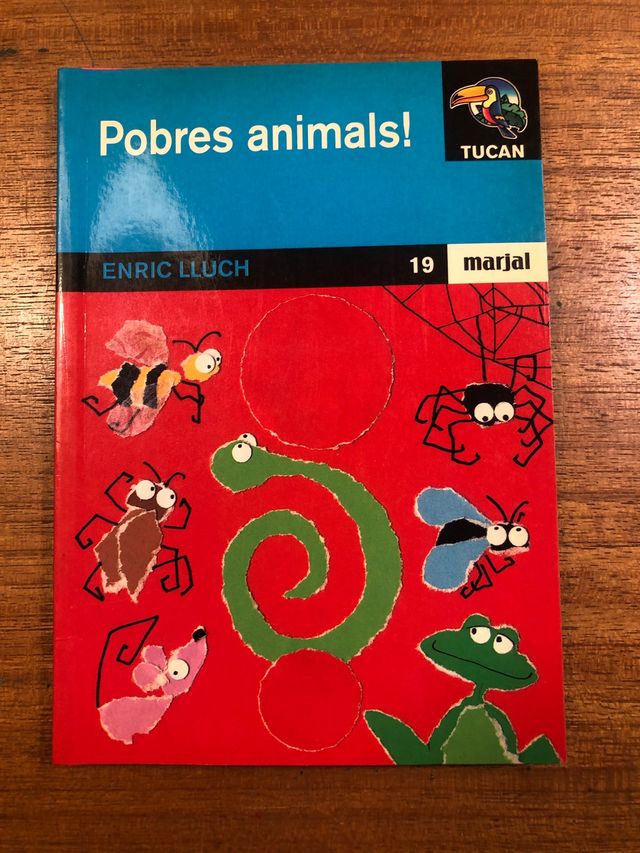 Pobres animals!
TUCAN
ENRIC LLUCH
19
marjal